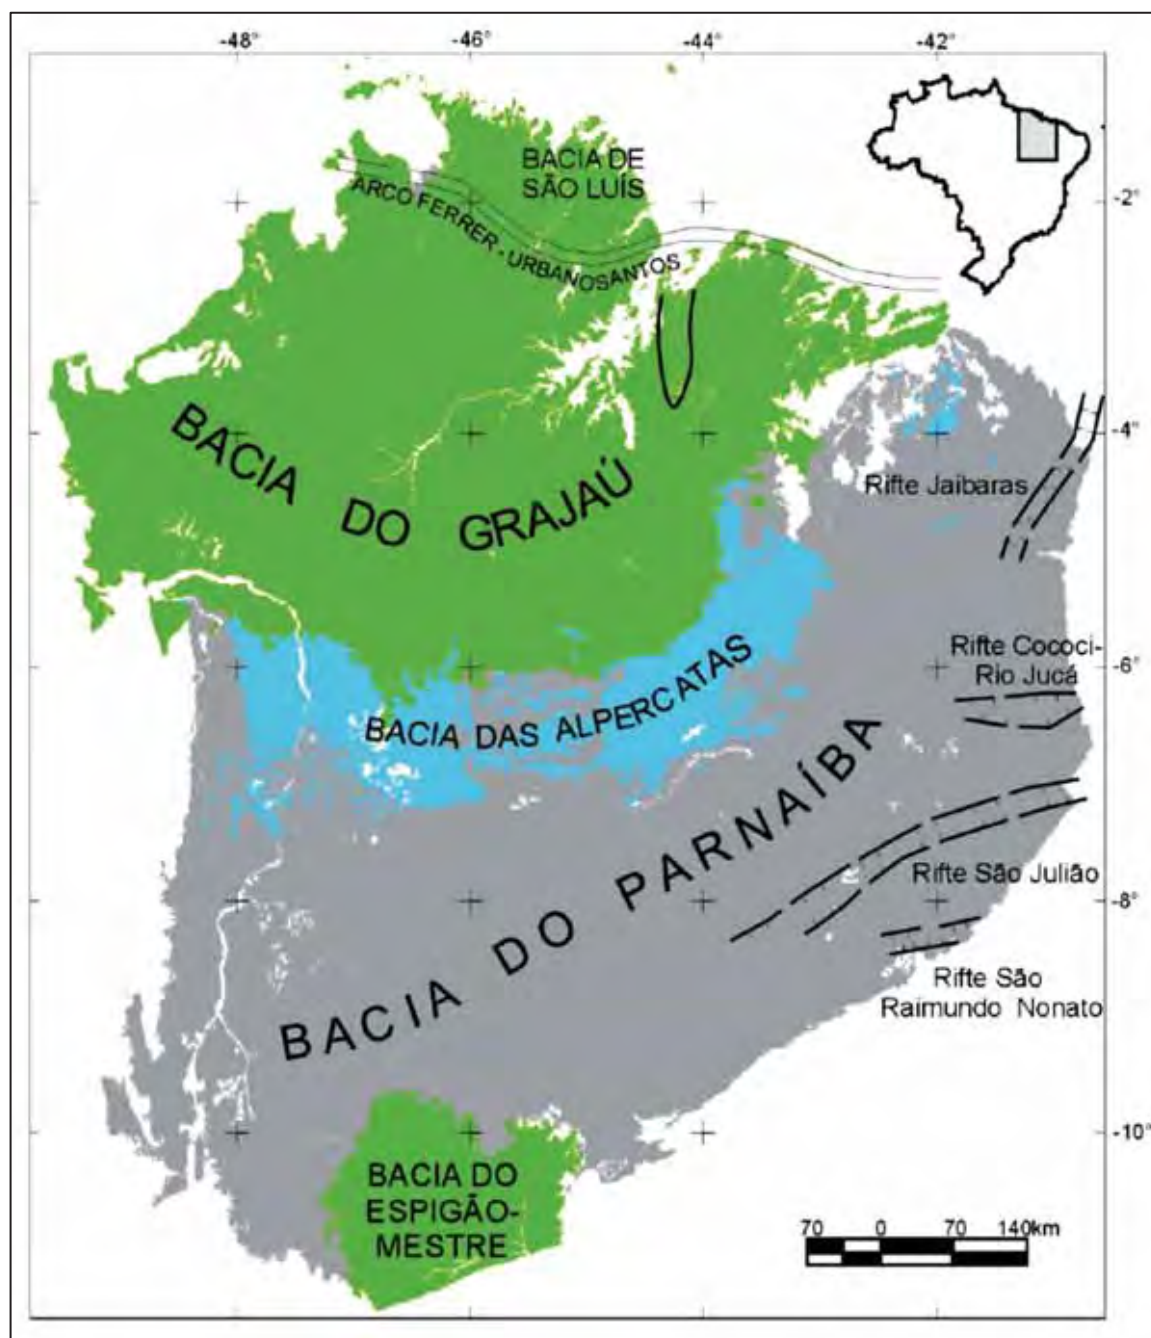 -48° -46° -44° -42°
BACIA DE
SÃO LUÍS
-2°
ARCO FERRER - URBANOSANTOS
BACIA DO GRAJAÚ
-4°
Rifte Jaibaras
Rifte Cococi-
Rio Jucá
-6°
BACIA DAS ALPERCATAS
BACIA DO PARNAÍBA
Rifte São Julião
-8°
Rifte São
Raimundo Nonato
-10°
BACIA DO
ESPIGÃO-
MESTRE
70 0 70 140km